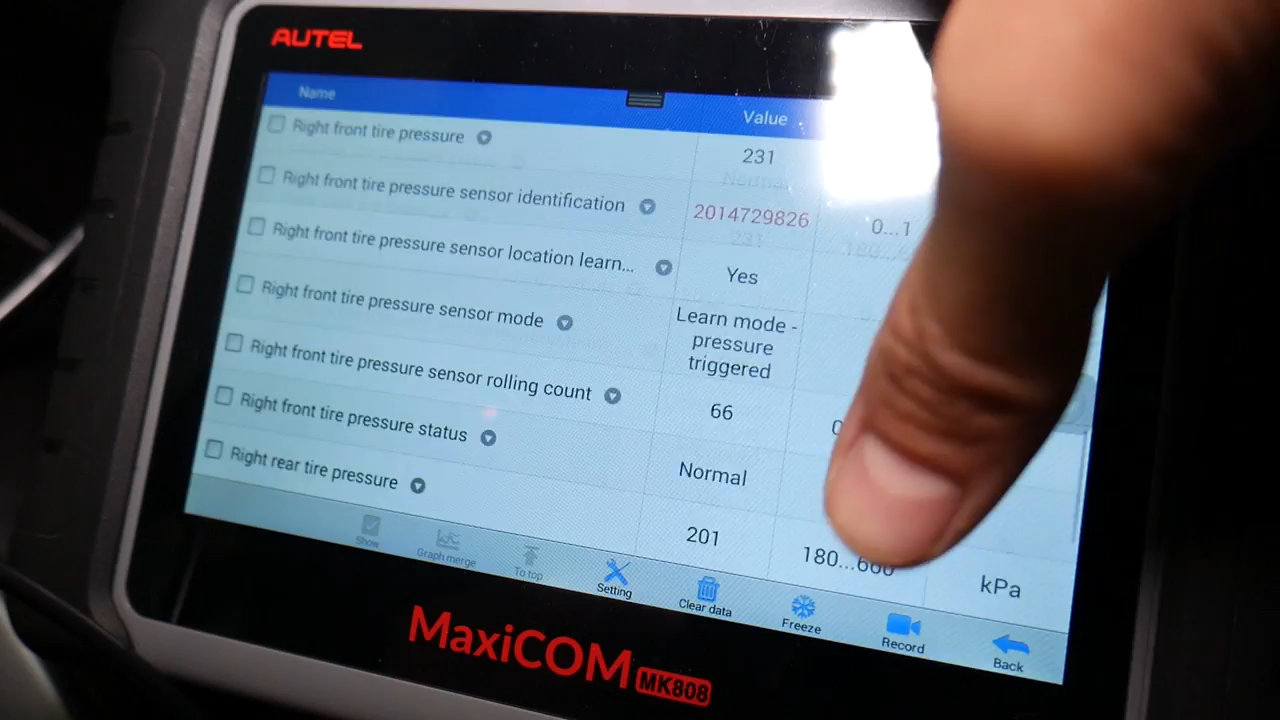 AUTEL
Name Value
Right front tire pressure 231
Right front tire pressure sensor identification 2014729826 0...1
Right front tire pressure sensor location learn... Yes
Right front tire pressure sensor mode Learn mode -
pressure
triggered
Right front tire pressure sensor rolling count 66
Right front tire pressure status Normal
Right rear tire pressure 201 180...660 kPa
Show Graph merge To top Setting Clear data Freeze Record Back
MaxiCOM MK808